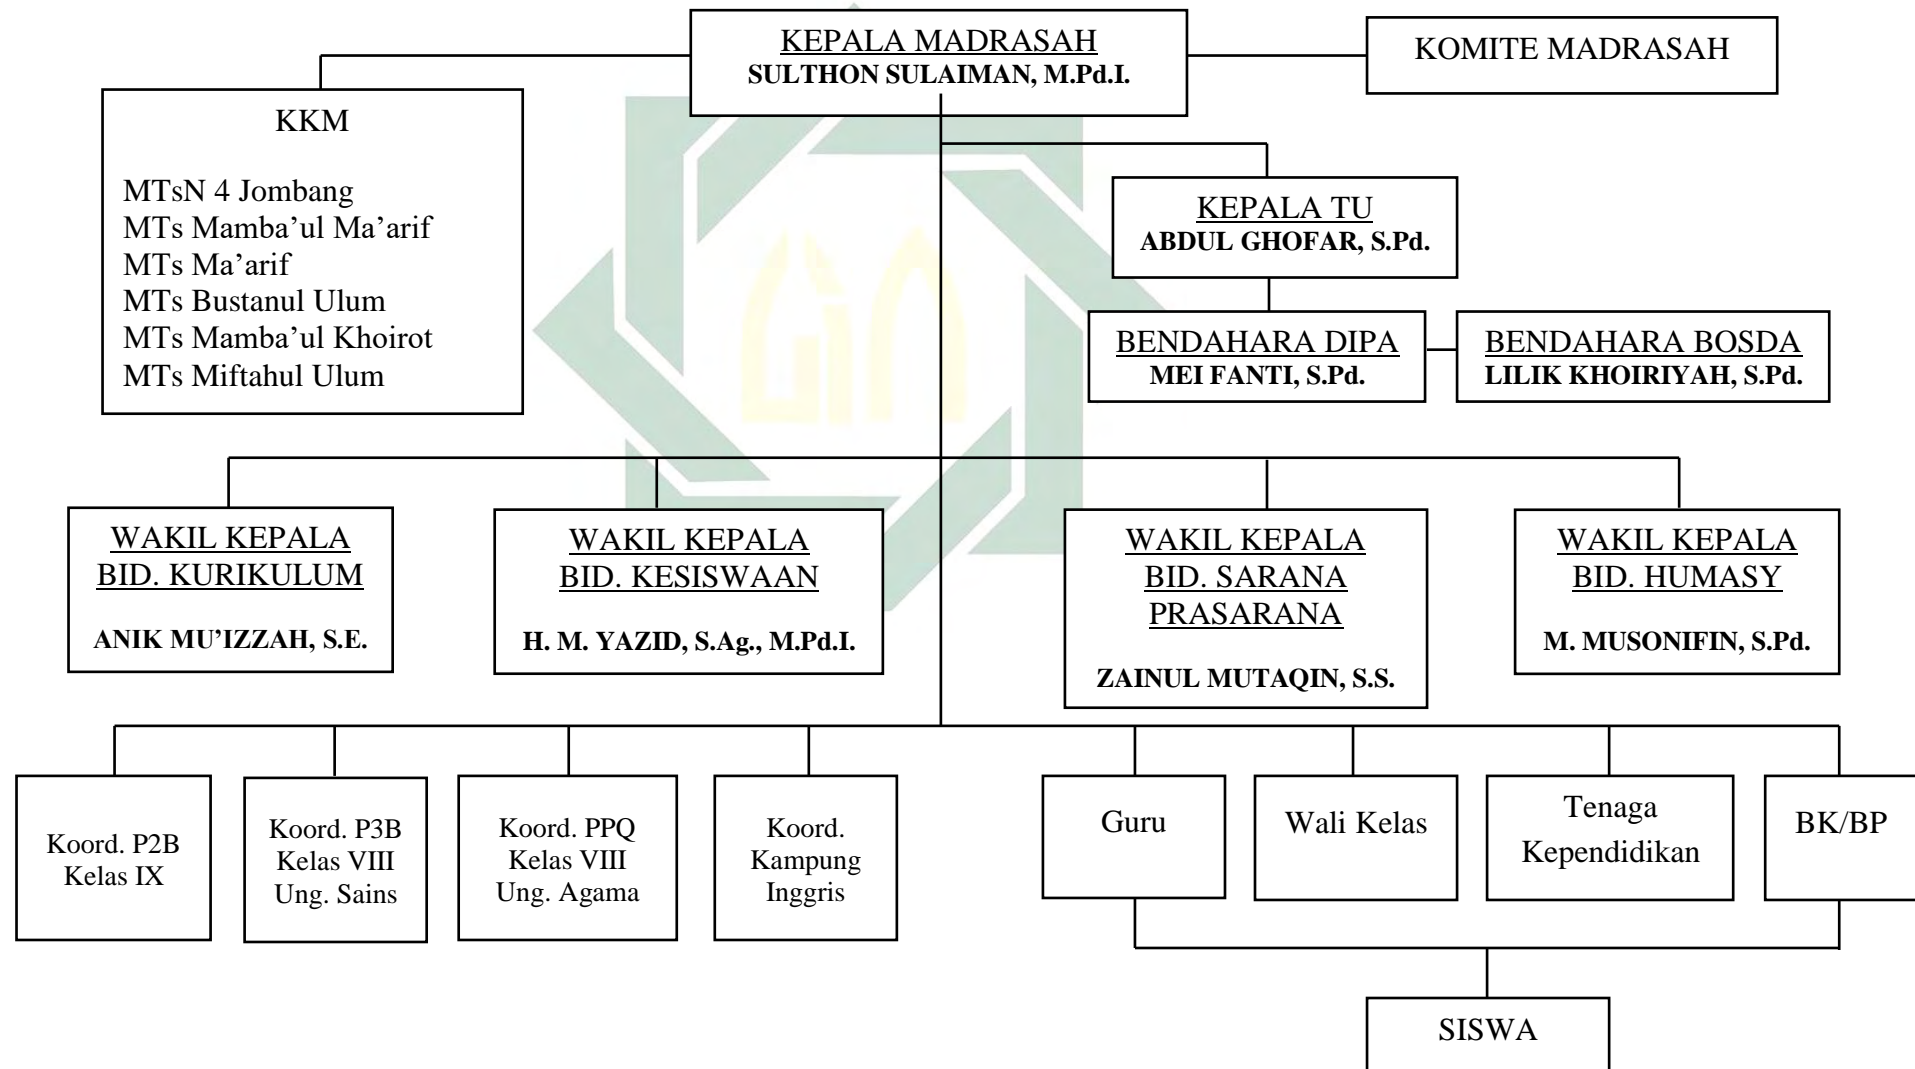 KEPALA MADRASAH
SULTHON SULAIMAN, M.Pd.I.
KOMITE MADRASAH
KKM
MTsN 4 Jombang
MTs Mamba’ul Ma’arif
MTs Ma’arif
MTs Bustanul Ulum
MTs Mamba’ul Khoirot
MTs Miftahul Ulum
KEPALA TU
ABDUL GHOFAR, S.Pd.
BENDAHARA DIPA
MEI FANTI, S.Pd.
BENDAHARA BOSDA
LILIK KHOIRIYAH, S.Pd.
WAKIL KEPALA
BID. KURIKULUM
ANIK MU’IZZAH, S.E.
WAKIL KEPALA
BID. KESISWAAN
H. M. YAZID, S.Ag., M.Pd.I.
WAKIL KEPALA
BID. SARANA
PRASARANA
ZAINUL MUTAQIN, S.S.
WAKIL KEPALA
BID. HUMASY
M. MUSONIFIN, S.Pd.
Koord. P2B
Kelas IX
Koord. P3B
Kelas VIII
Ung. Sains
Koord. PPQ
Kelas VIII
Ung. Agama
Koord.
Kampung
Inggris
Guru
Wali Kelas
Tenaga
Kependidikan
BK/BP
SISWA